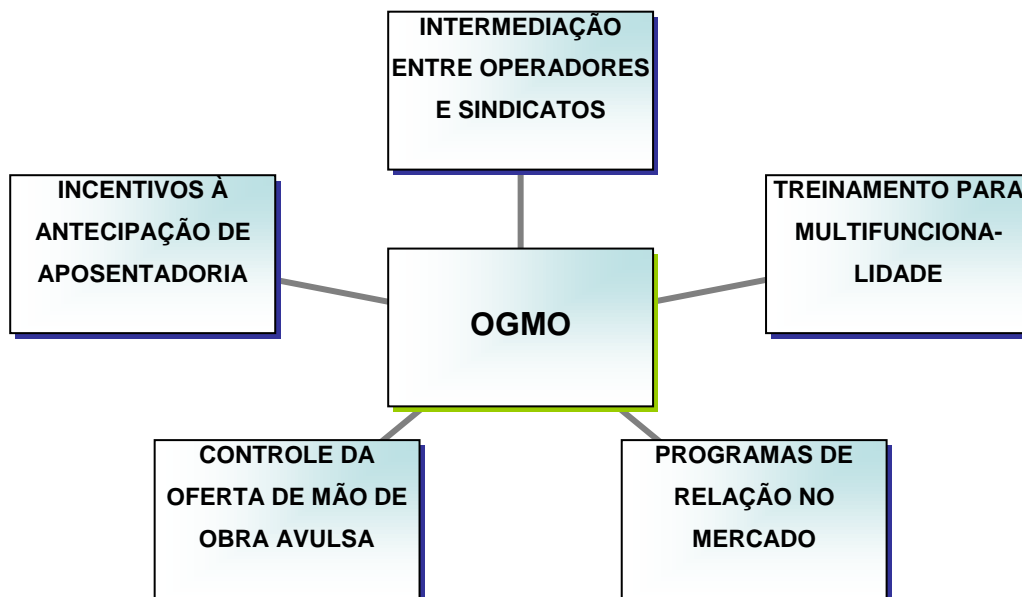 INTERMEDIAÇÃO
ENTRE OPERADORES
E SINDICATOS
INCENTIVOS À
ANTECIPAÇÃO DE
APOSENTADORIA
TREINAMENTO PARA
MULTIFUNCIONA-
LIDADE
OGMO
CONTROLE DA
OFERTA DE MÃO DE
OBRA AVULSA
PROGRAMAS DE
RELAÇÃO NO
MERCADO